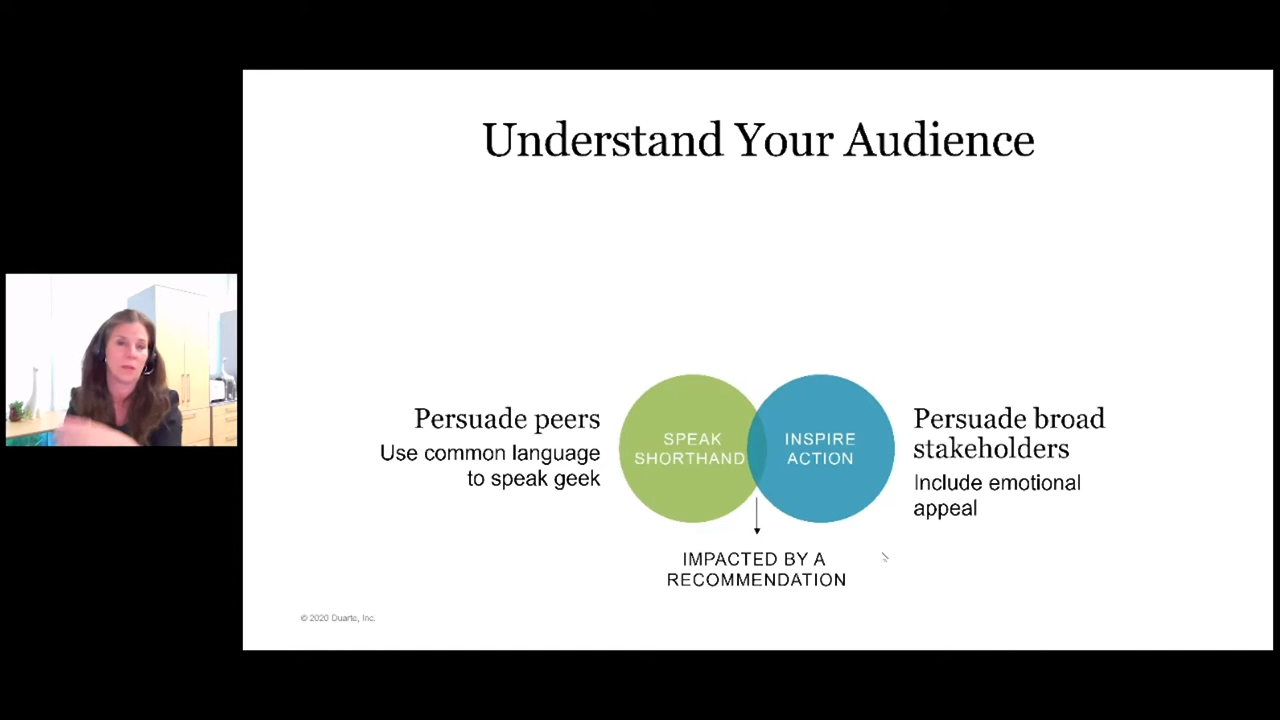 Understand Your Audience
Persuade peers
Use common language
to speak geek
SPEAK
SHORTHAND
INSPIRE
ACTION
Persuade broad
stakeholders
Include emotional
appeal
IMPACTED BY A
RECOMMENDATION
© 2020 Duarte, Inc.